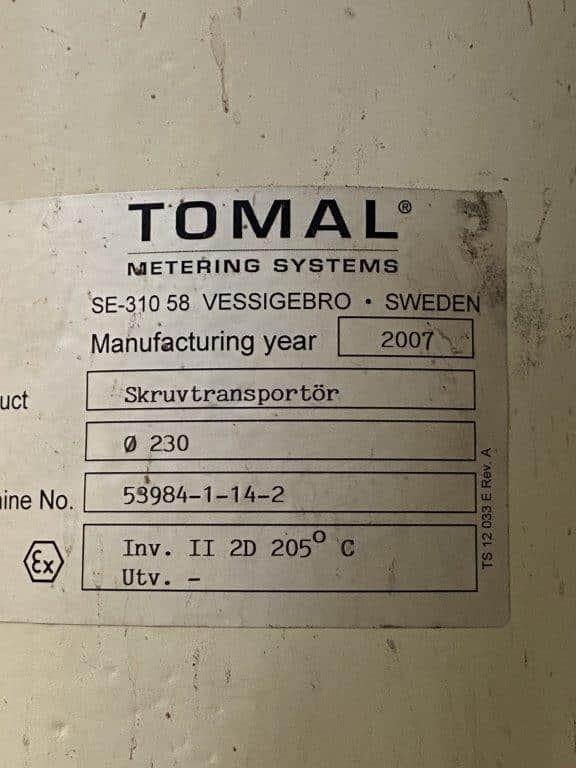 TOMAL®
METERING SYSTEMS
SE-310 58 VESSIGEBRO • SWEDEN
Manufacturing year 2007
uct Skruvtransportör
Ø 230
ine No. 53984-1-14-2
Ex Inv. II 2D 205° C
Utv. -
TS 12 033 E Rev. A